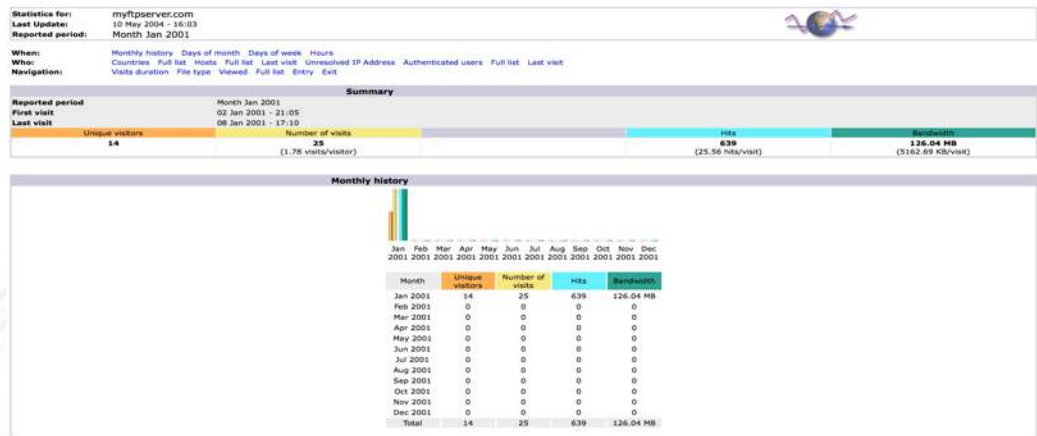 Statistics for: myftpserver.com
Last Update: 10 May 2004 - 16:03
Reported period: Month Jan 2001
When: Monthly history Days of month Days of week Hours
Who: Countries Full list Hosts Full list Last visit Unresolved IP Address Authenticated users Full list Last visit
Navigation: Visits duration File type Viewed Full list Entry Exit
Summary
Reported period Month Jan 2001
First visit 02 Jan 2001 - 21:05
Last visit 08 Jan 2001 - 17:10
Unique visitors Number of visits Hits Bandwidth
14 25 639 126.04 MB
(1.78 visits/visitor) (25.56 hits/visit) (5162.69 KB/visit)
Monthly history
Jan Feb Mar Apr May Jun Jul Aug Sep Oct Nov Dec
2001 2001 2001 2001 2001 2001 2001 2001 2001 2001 2001 2001
Month Unique visitors Number of visits Hits Bandwidth
Jan 2001 14 25 639 126.04 MB
Feb 2001 0 0 0 0
Mar 2001 0 0 0 0
Apr 2001 0 0 0 0
May 2001 0 0 0 0
Jun 2001 0 0 0 0
Jul 2001 0 0 0 0
Aug 2001 0 0 0 0
Sep 2001 0 0 0 0
Oct 2001 0 0 0 0
Nov 2001 0 0 0 0
Dec 2001 0 0 0 0
Total 14 25 639 126.04 MB